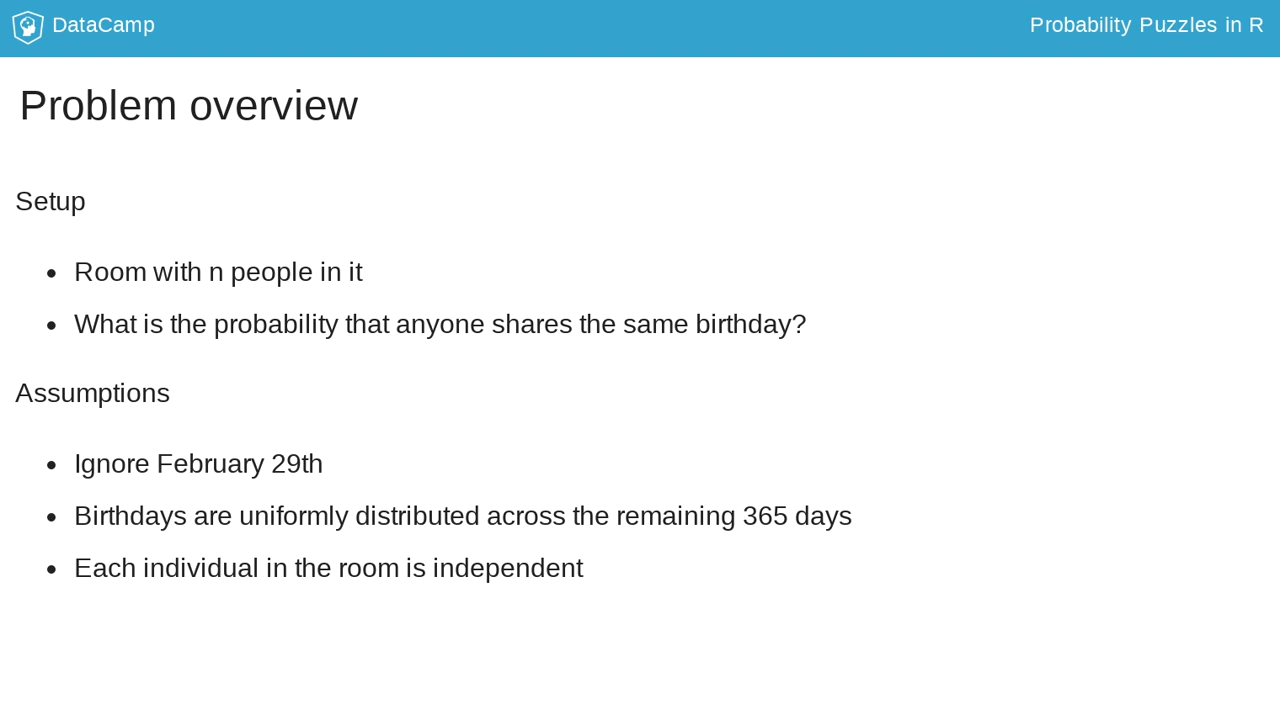 DataCamp
Probability Puzzles in R
Problem overview
Setup
Room with n people in it
What is the probability that anyone shares the same birthday?
Assumptions
Ignore February 29th
Birthdays are uniformly distributed across the remaining 365 days
Each individual in the room is independent